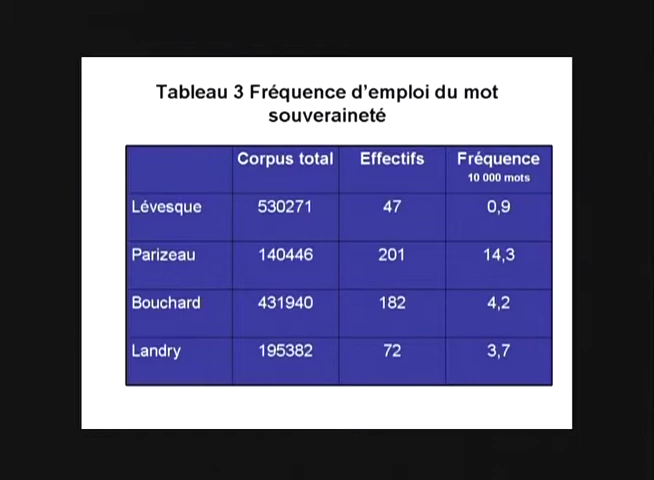 Tableau 3 Fréquence d'emploi du mot
souveraineté
Corpus total Effectifs Fréquence
10 000 mots
Lévesque 530271 47 0,9
Parizeau 140446 201 14,3
Bouchard 431940 182 4,2
Landry 195382 72 3,7